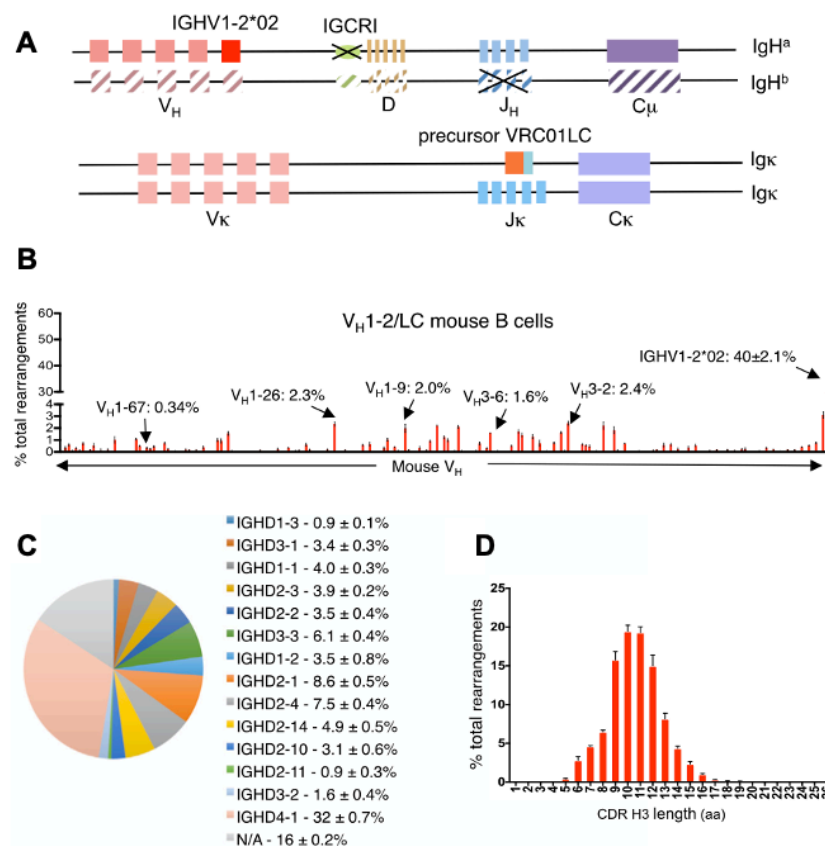 A
IGHV1-2*02
IGCRI
IgHᵃ
IgHᵇ
V_H
D
J_H
Cμ
precursor VRC01LC
Igκ
Igκ
Vκ
Jκ
Cκ
B
V_H1-2/LC mouse B cells
% total rearrangements
60
50
40
30
4
3
2
1
0
V_H1-67: 0.34%
V_H1-26: 2.3%
V_H1-9: 2.0%
V_H3-6: 1.6%
V_H3-2: 2.4%
IGHV1-2*02: 40±2.1%
Mouse V_H
C
IGHD1-3 - 0.9 ± 0.1%
IGHD3-1 - 3.4 ± 0.3%
IGHD1-1 - 4.0 ± 0.3%
IGHD2-3 - 3.9 ± 0.2%
IGHD2-2 - 3.5 ± 0.4%
IGHD3-3 - 6.1 ± 0.4%
IGHD1-2 - 3.5 ± 0.8%
IGHD2-1 - 8.6 ± 0.5%
IGHD2-4 - 7.5 ± 0.4%
IGHD2-14 - 4.9 ± 0.5%
IGHD2-10 - 3.1 ± 0.6%
IGHD2-11 - 0.9 ± 0.3%
IGHD3-2 - 1.6 ± 0.4%
IGHD4-1 - 32 ± 0.7%
N/A - 16 ± 0.2%
D
% total rearrangements
25
20
15
10
5
0
1 2 3 4 5 6 7 8 9 10 11 12 13 14 15 16 17 18 19 20 21 22 23 24 25 26
CDR H3 length (aa)